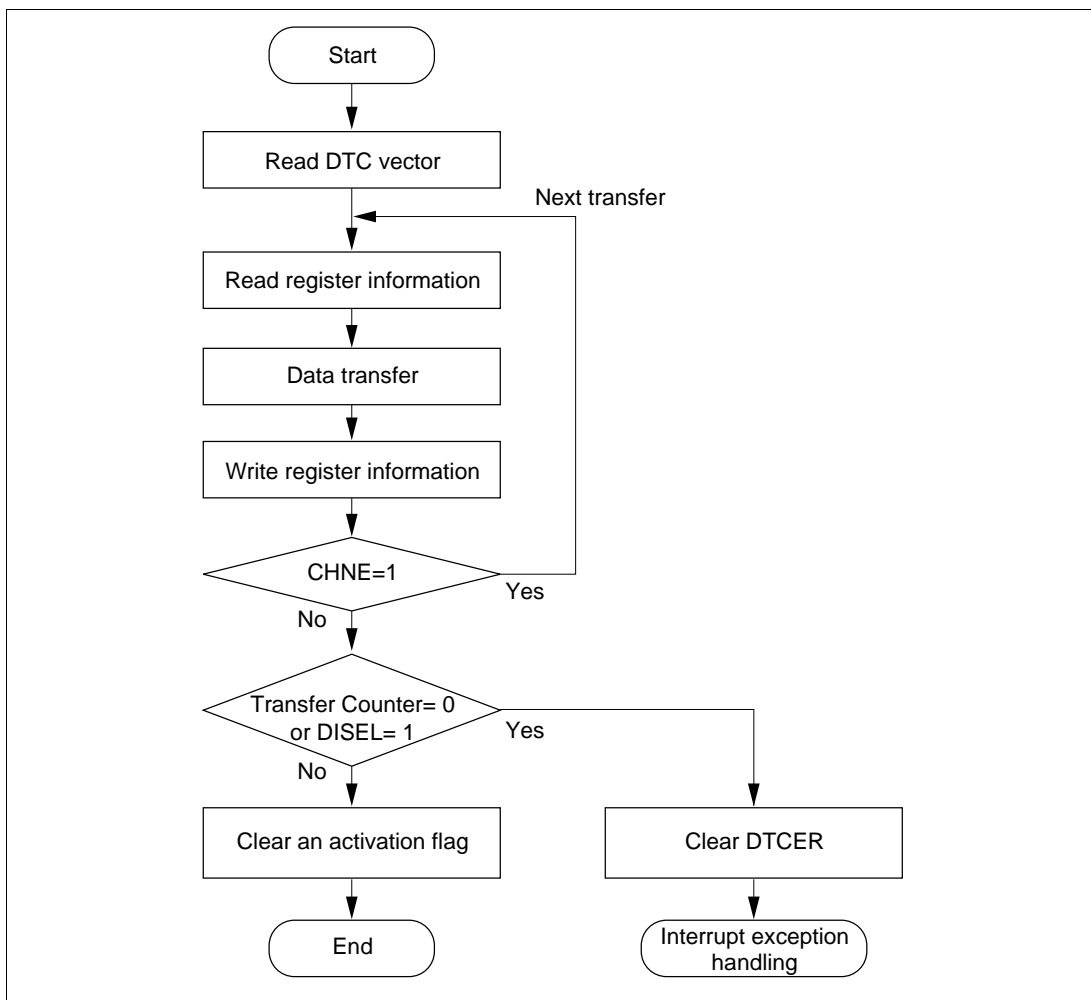 Start
Read DTC vector
Next transfer
Read register information
Data transfer
Write register information
CHNE=1
Yes
No
Transfer Counter= 0
or DISEL= 1
Yes
No
Clear an activation flag
Clear DTCER
End
Interrupt exception
handling